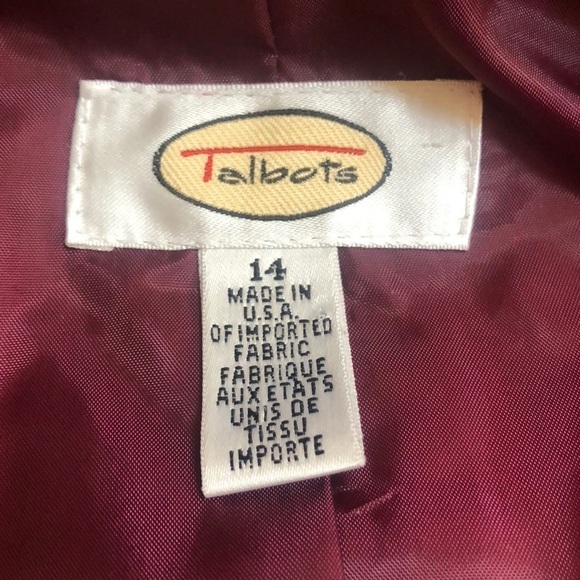 Talbots
14
MADE IN
U.S.A.
OF IMPORTED
FABRIC
FABRIQUE
AUX ETATS
UNIS DE
TISSU
IMPORTE